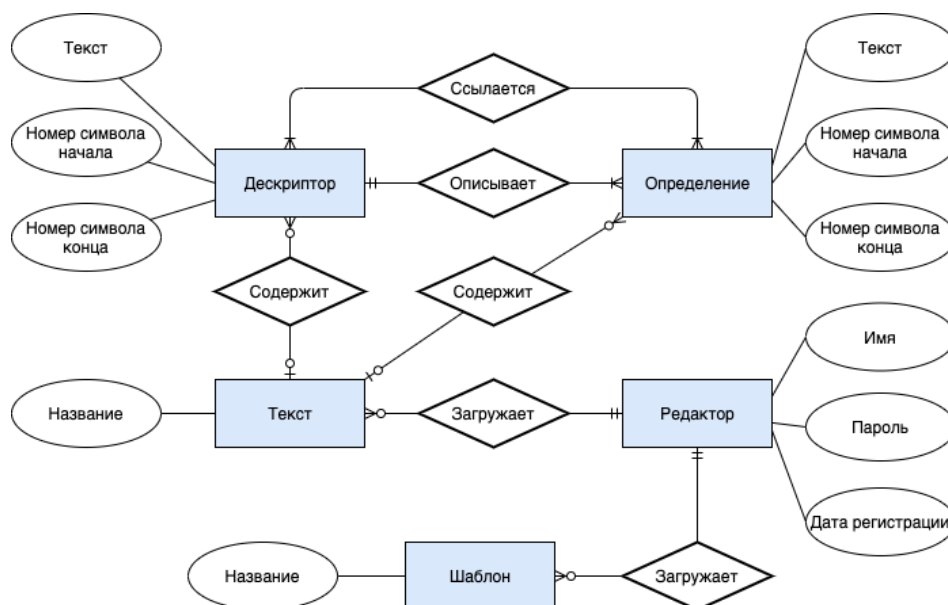 Текст
Ссылается
Текст
Номер символа
начала
Дескриптор
Описывает
Определение
Номер символа
начала
Номер символа
конца
Номер символа
конца
Содержит
Содержит
Имя
Название
Текст
Загружает
Редактор
Пароль
Дата регистрации
Название
Шаблон
Загружает